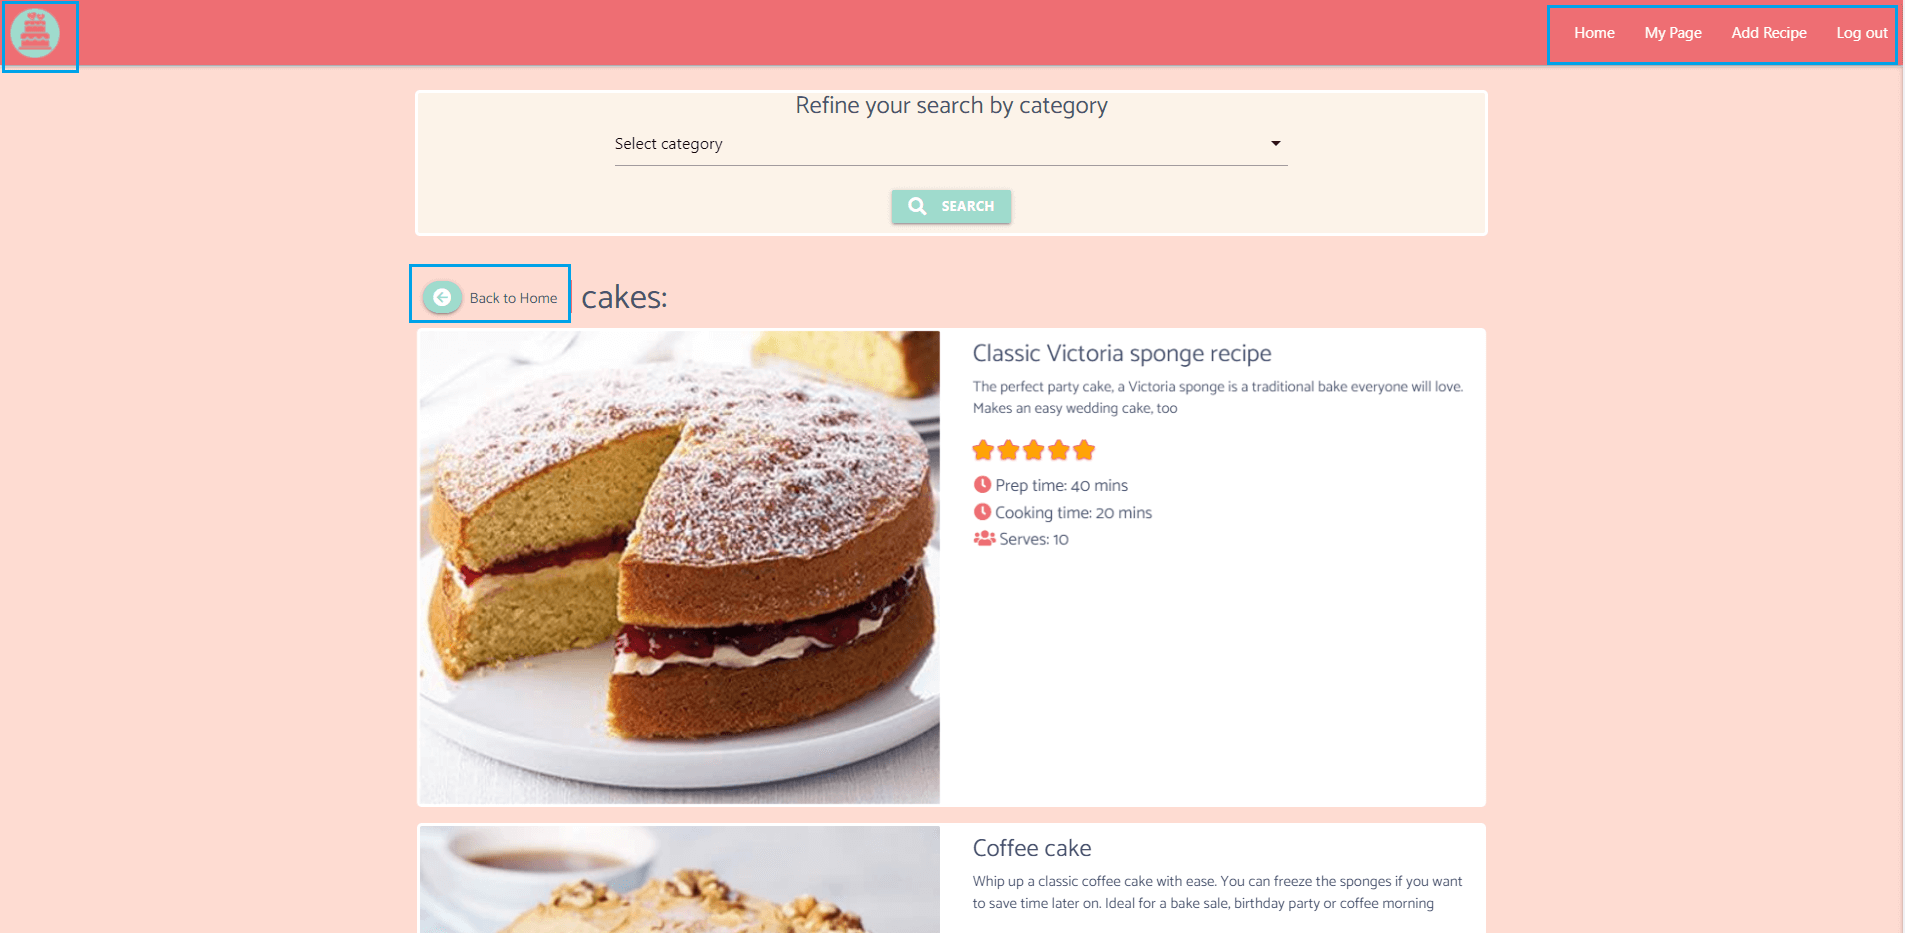 Home My Page Add Recipe Log out
Refine your search by category
Select category
SEARCH
Back to Home cakes:
Classic Victoria sponge recipe
The perfect party cake, a Victoria sponge is a traditional bake everyone will love.
Makes an easy wedding cake, too
Prep time: 40 mins
Cooking time: 20 mins
Serves: 10
Coffee cake
Whip up a classic coffee cake with ease. You can freeze the sponges if you want
to save time later on. Ideal for a bake sale, birthday party or coffee morning